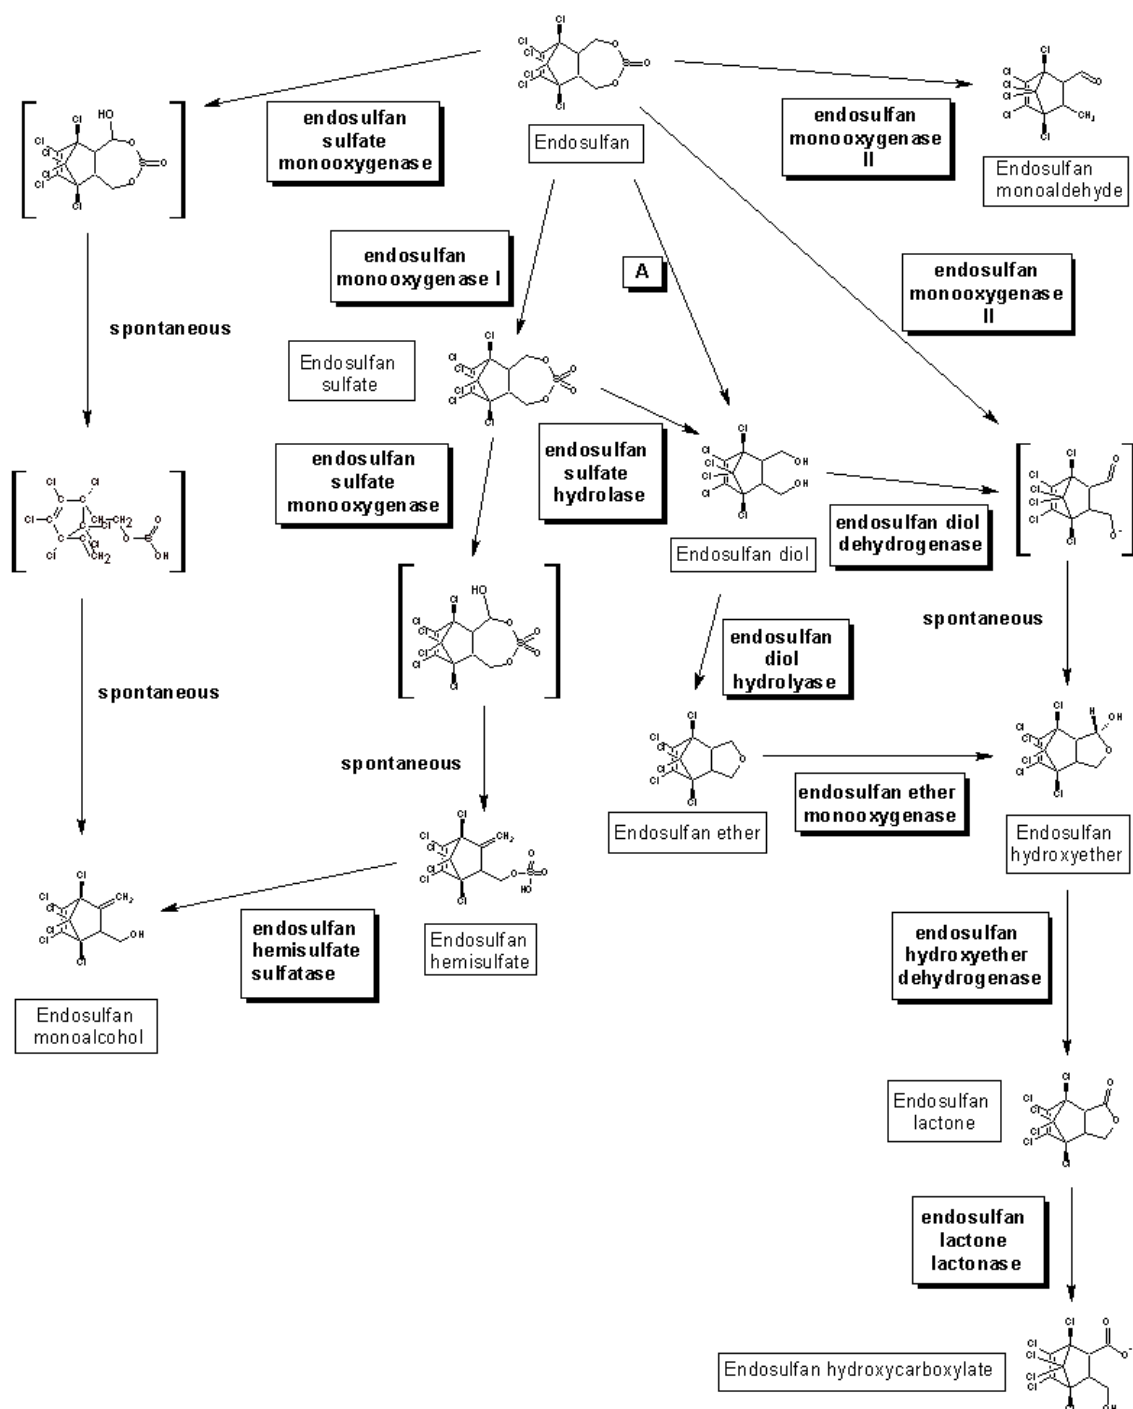 Endosulfan
endosulfan
sulfate
monooxygenase
endosulfan
monooxygenase
II
Endosulfan
monoaldehyde
endosulfan
monooxygenase I
A
endosulfan
monooxygenase
II
spontaneous
Endosulfan
sulfate
endosulfan
sulfate
monooxygenase
endosulfan
sulfate
hydrolase
Endosulfan diol
endosulfan diol
dehydrogenase
spontaneous
endosulfan
diol
hydrolyase
spontaneous
spontaneous
Endosulfan ether
endosulfan ether
monooxygenase
Endosulfan
hydroxyether
endosulfan
hemisulfate
sulfatase
Endosulfan
hemisulfate
endosulfan
hydroxyether
dehydrogenase
Endosulfan
monoalcohol
Endosulfan
lactone
endosulfan
lactone
lactonase
Endosulfan hydroxycarboxylate